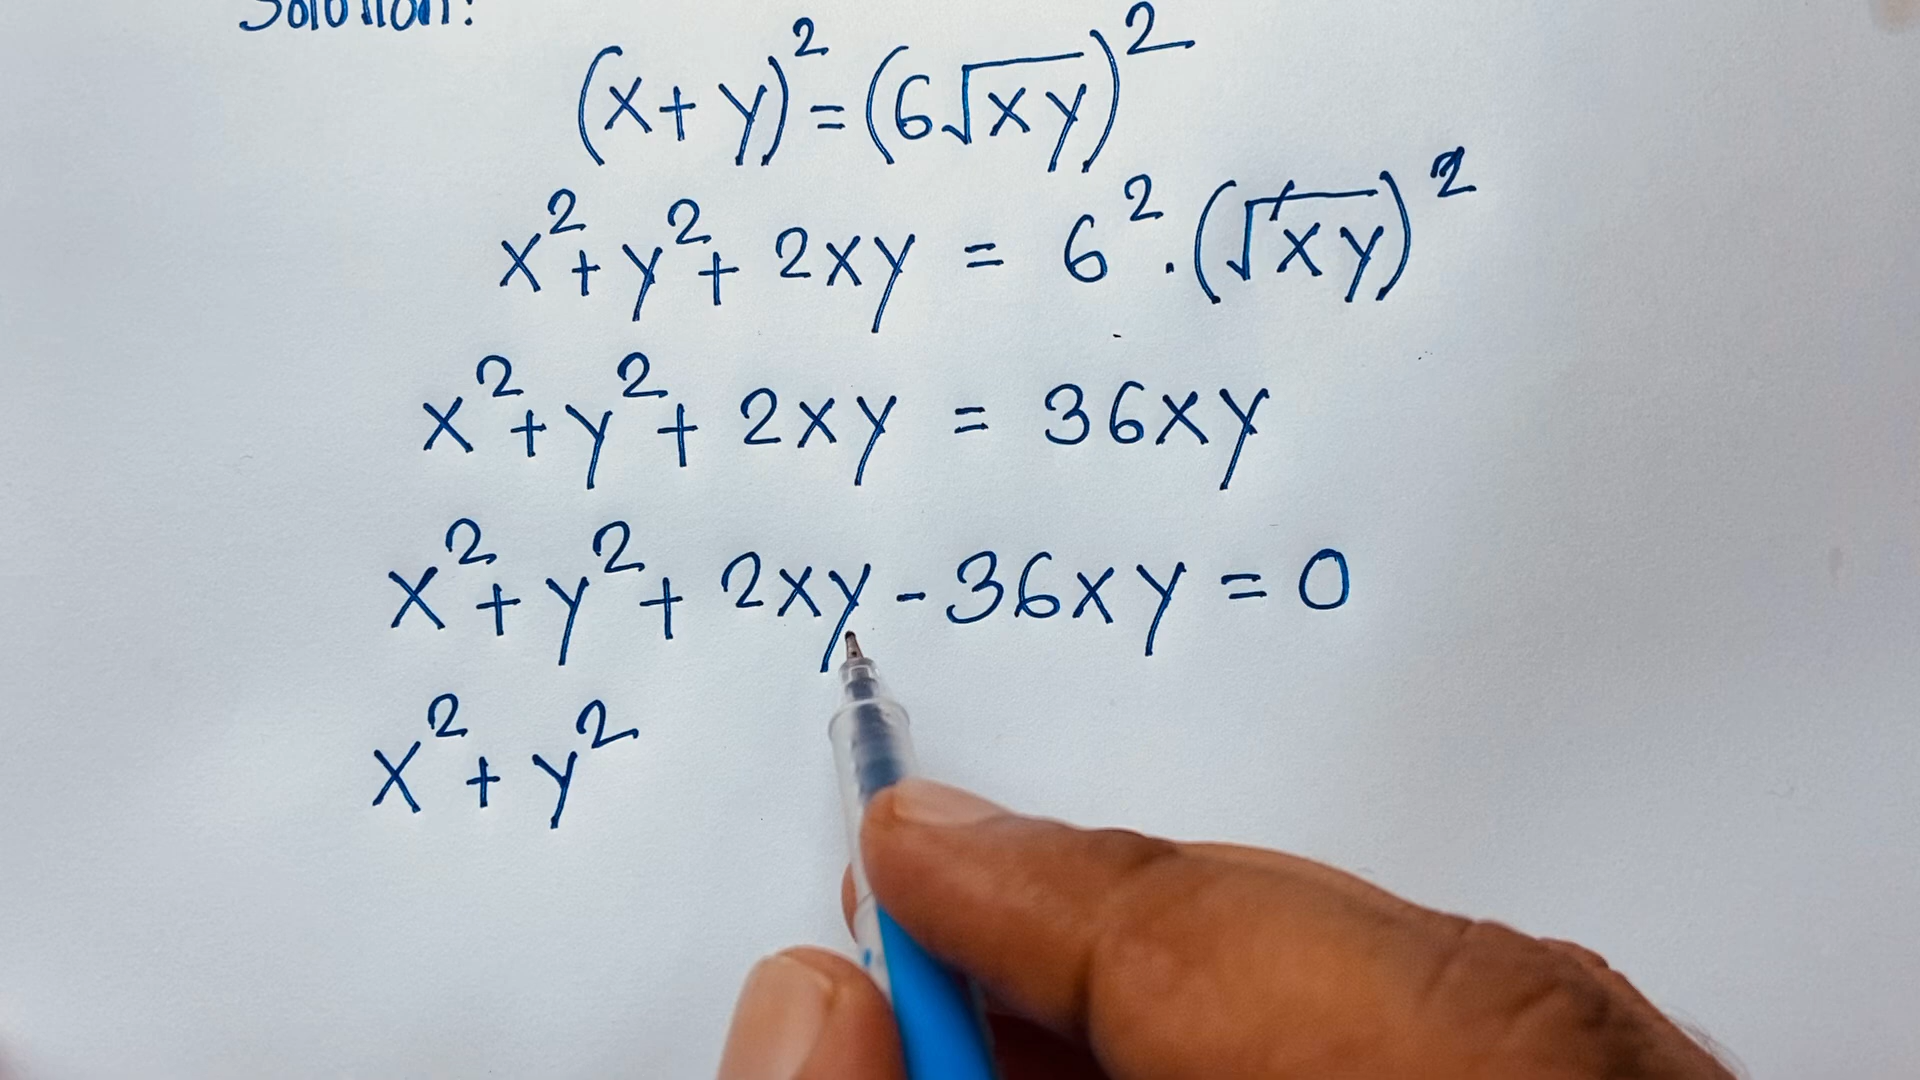 Solution:
(x+y)² = (6√xy)²
x² + y² + 2xy = 6² . (√xy)²
x² + y² + 2xy = 36xy
x² + y² + 2xy - 36xy = 0
x² + y²